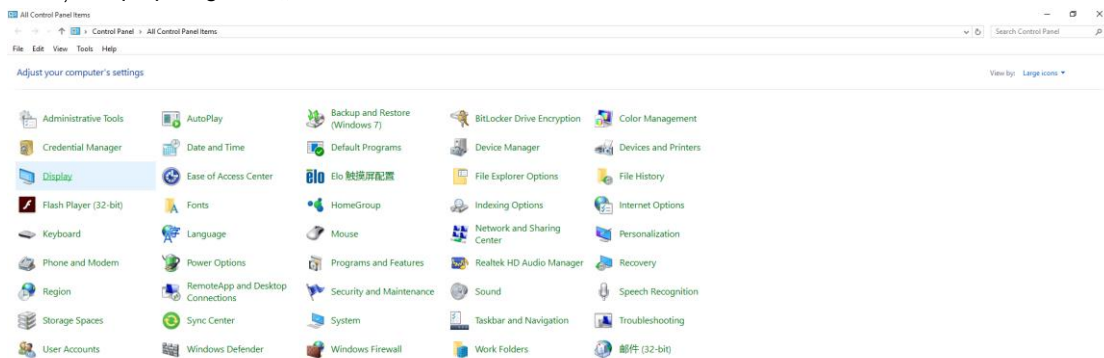 All Control Panel Items
Control Panel > All Control Panel Items
Search Control Panel
File Edit View Tools Help
Adjust your computer's settings
View by: Large icons
Administrative Tools
AutoPlay
Backup and Restore
(Windows 7)
BitLocker Drive Encryption
Color Management
Credential Manager
Date and Time
Default Programs
Device Manager
Devices and Printers
Display
Ease of Access Center
elo
Elo 触摸屏配置
File Explorer Options
File History
Flash Player (32-bit)
Fonts
HomeGroup
Indexing Options
Internet Options
Keyboard
Language
Mouse
Network and Sharing
Center
Personalization
Phone and Modem
Power Options
Programs and Features
Realtek HD Audio Manager
Recovery
Region
RemoteApp and Desktop
Connections
Security and Maintenance
Sound
Speech Recognition
Storage Spaces
Sync Center
System
Taskbar and Navigation
Troubleshooting
User Accounts
Windows Defender
Windows Firewall
Work Folders
邮件 (32-bit)